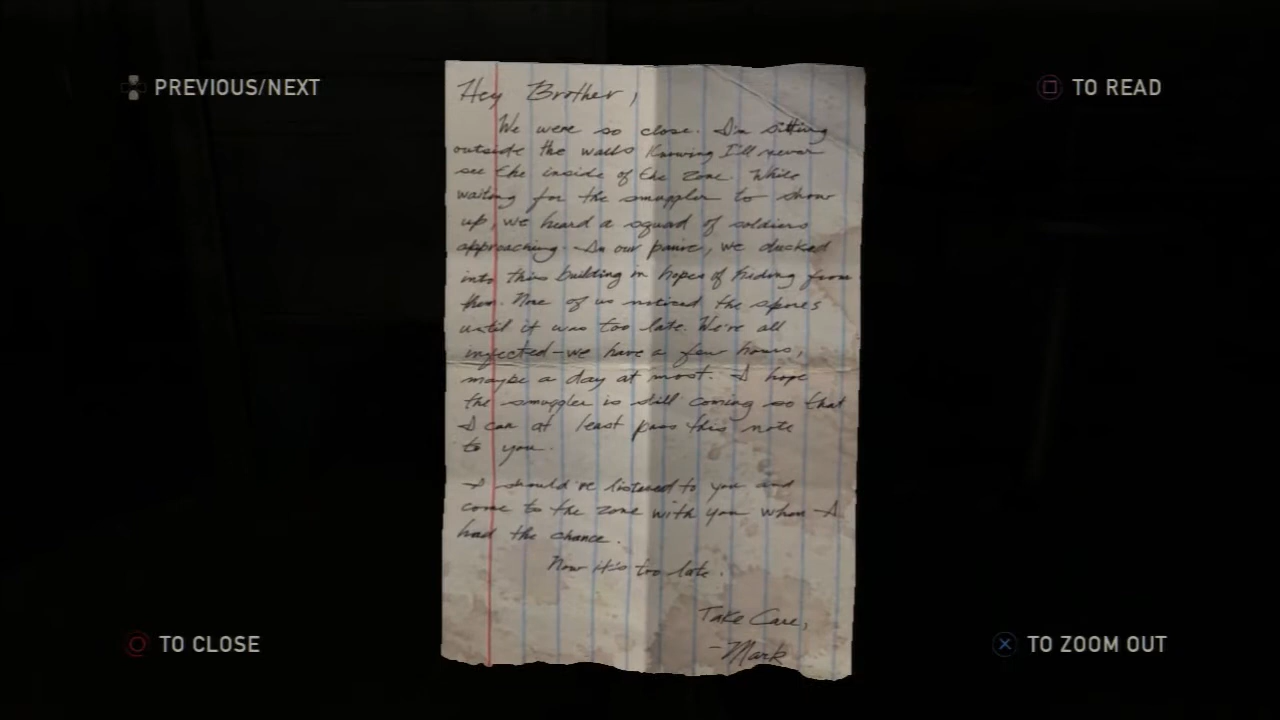 PREVIOUS/NEXT
TO READ
Hey Brother,
We were so close. I'm sitting
outside the walls knowing I'll never
see the inside of the zone. While
waiting for the smuggler to show
up, we heard a squad of soldiers
approaching. In our panic, we ducked
into this building in hopes of hiding from
them. None of us noticed the spores
until it was too late. We're all
infected-we have a few hours,
maybe a day at most. I hope
the smuggler is still coming so that
I can at least pass this note
to you.
I should've listened to you and
come to the zone with you when I
had the chance.
Now it's too late.
Take Care,
-Mark
TO CLOSE
TO ZOOM OUT